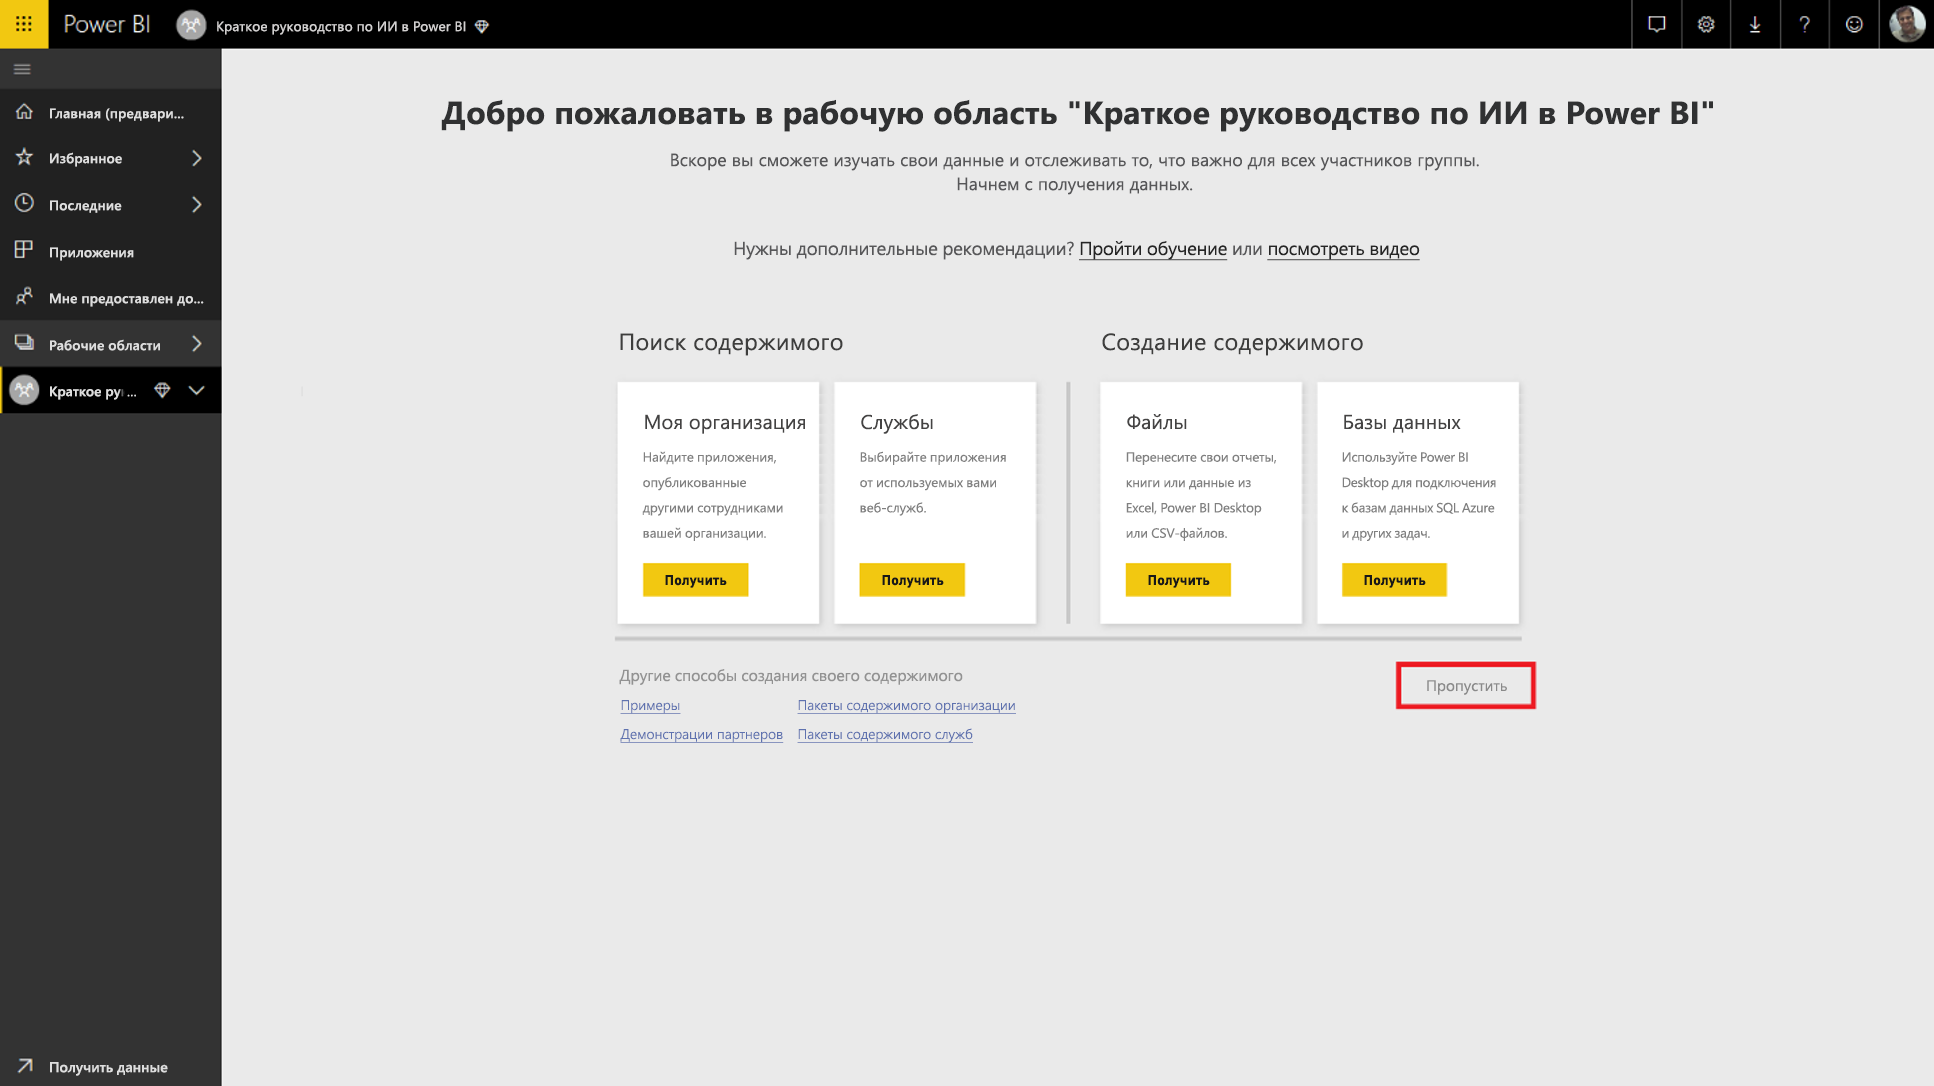 Power BI
Краткое руководство по ИИ в Power BI
Главная (предвари...
Избранное
Последние
Приложения
Мне предоставлен до...
Рабочие области
Краткое ру ...
Получить данные
Добро пожаловать в рабочую область "Краткое руководство по ИИ в Power BI"
Вскоре вы сможете изучать свои данные и отслеживать то, что важно для всех участников группы.
Начнем с получения данных.
Нужны дополнительные рекомендации? Пройти обучение или посмотреть видео
Поиск содержимого
Моя организация
Найдите приложения,
опубликованные
другими сотрудниками
вашей организации.
Получить
Службы
Выбирайте приложения
от используемых вами
веб-служб.
Получить
Создание содержимого
Файлы
Перенесите свои отчеты,
книги или данные из
Excel, Power BI Desktop
или CSV-файлов.
Получить
Базы данных
Используйте Power BI
Desktop для подключения
к базам данных SQL Azure
и других задач.
Получить
Другие способы создания своего содержимого
Примеры
Пакеты содержимого организации
Демонстрации партнеров
Пакеты содержимого служб
Пропустить